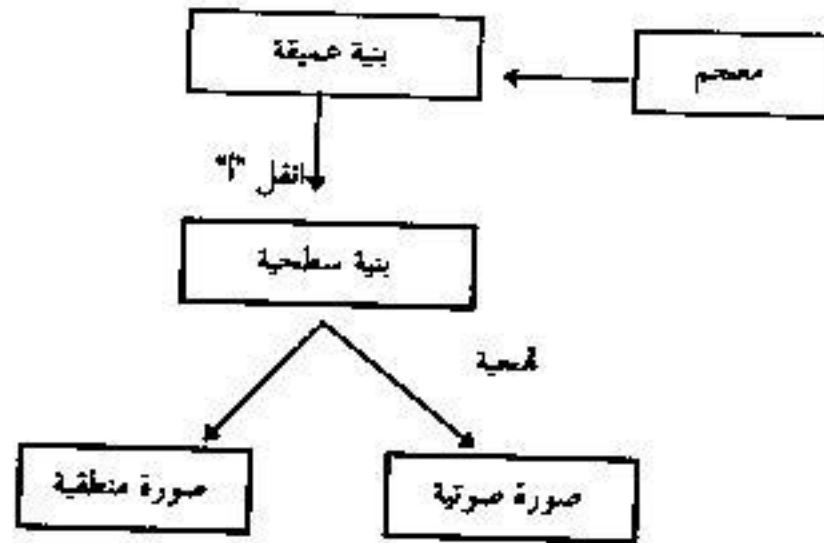 بنية عميقة
معجم
انقل "أ"
بنية سطحية
صورة صوتية
صورة منطقية